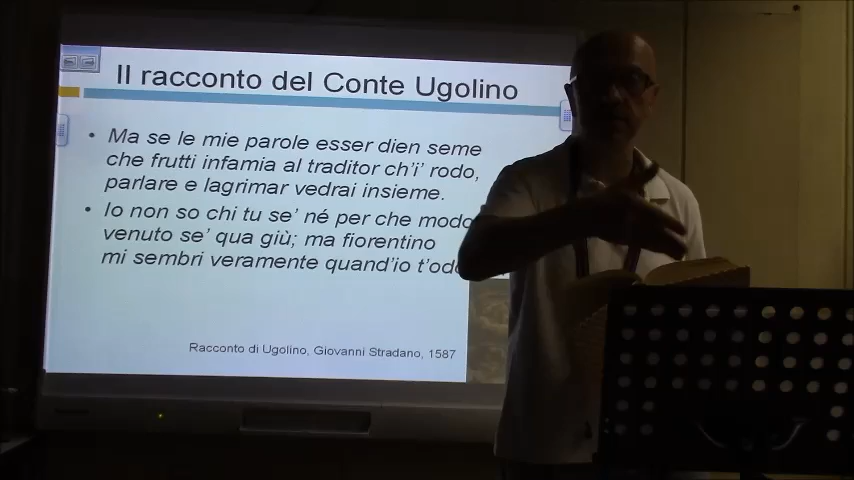 Il racconto del Conte Ugolino
• Ma se le mie parole esser dien seme
che frutti infamia al traditor ch'i' rodo,
parlare e lagrimar vedrai insieme.
• Io non so chi tu se' né per che modo
venuto se' qua giù; ma fiorentino
mi sembri veramente quand'io t'odo
Racconto di Ugolino, Giovanni Stradano, 1587